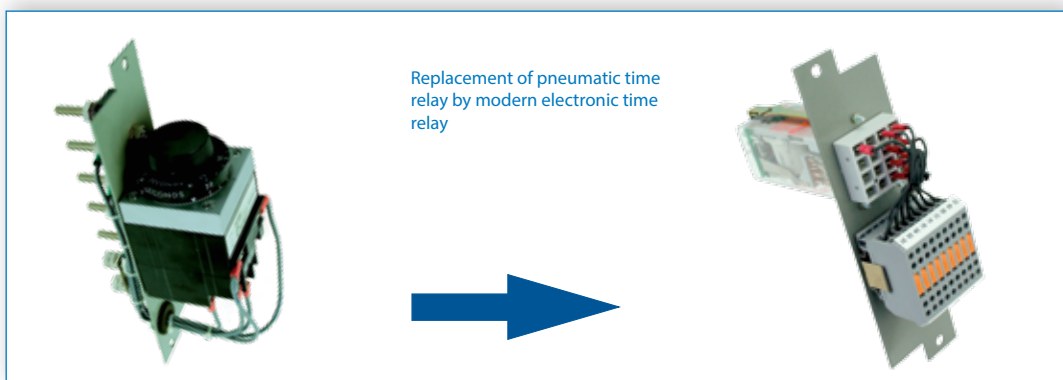 Replacement of pneumatic time
relay by modern electronic time
relay